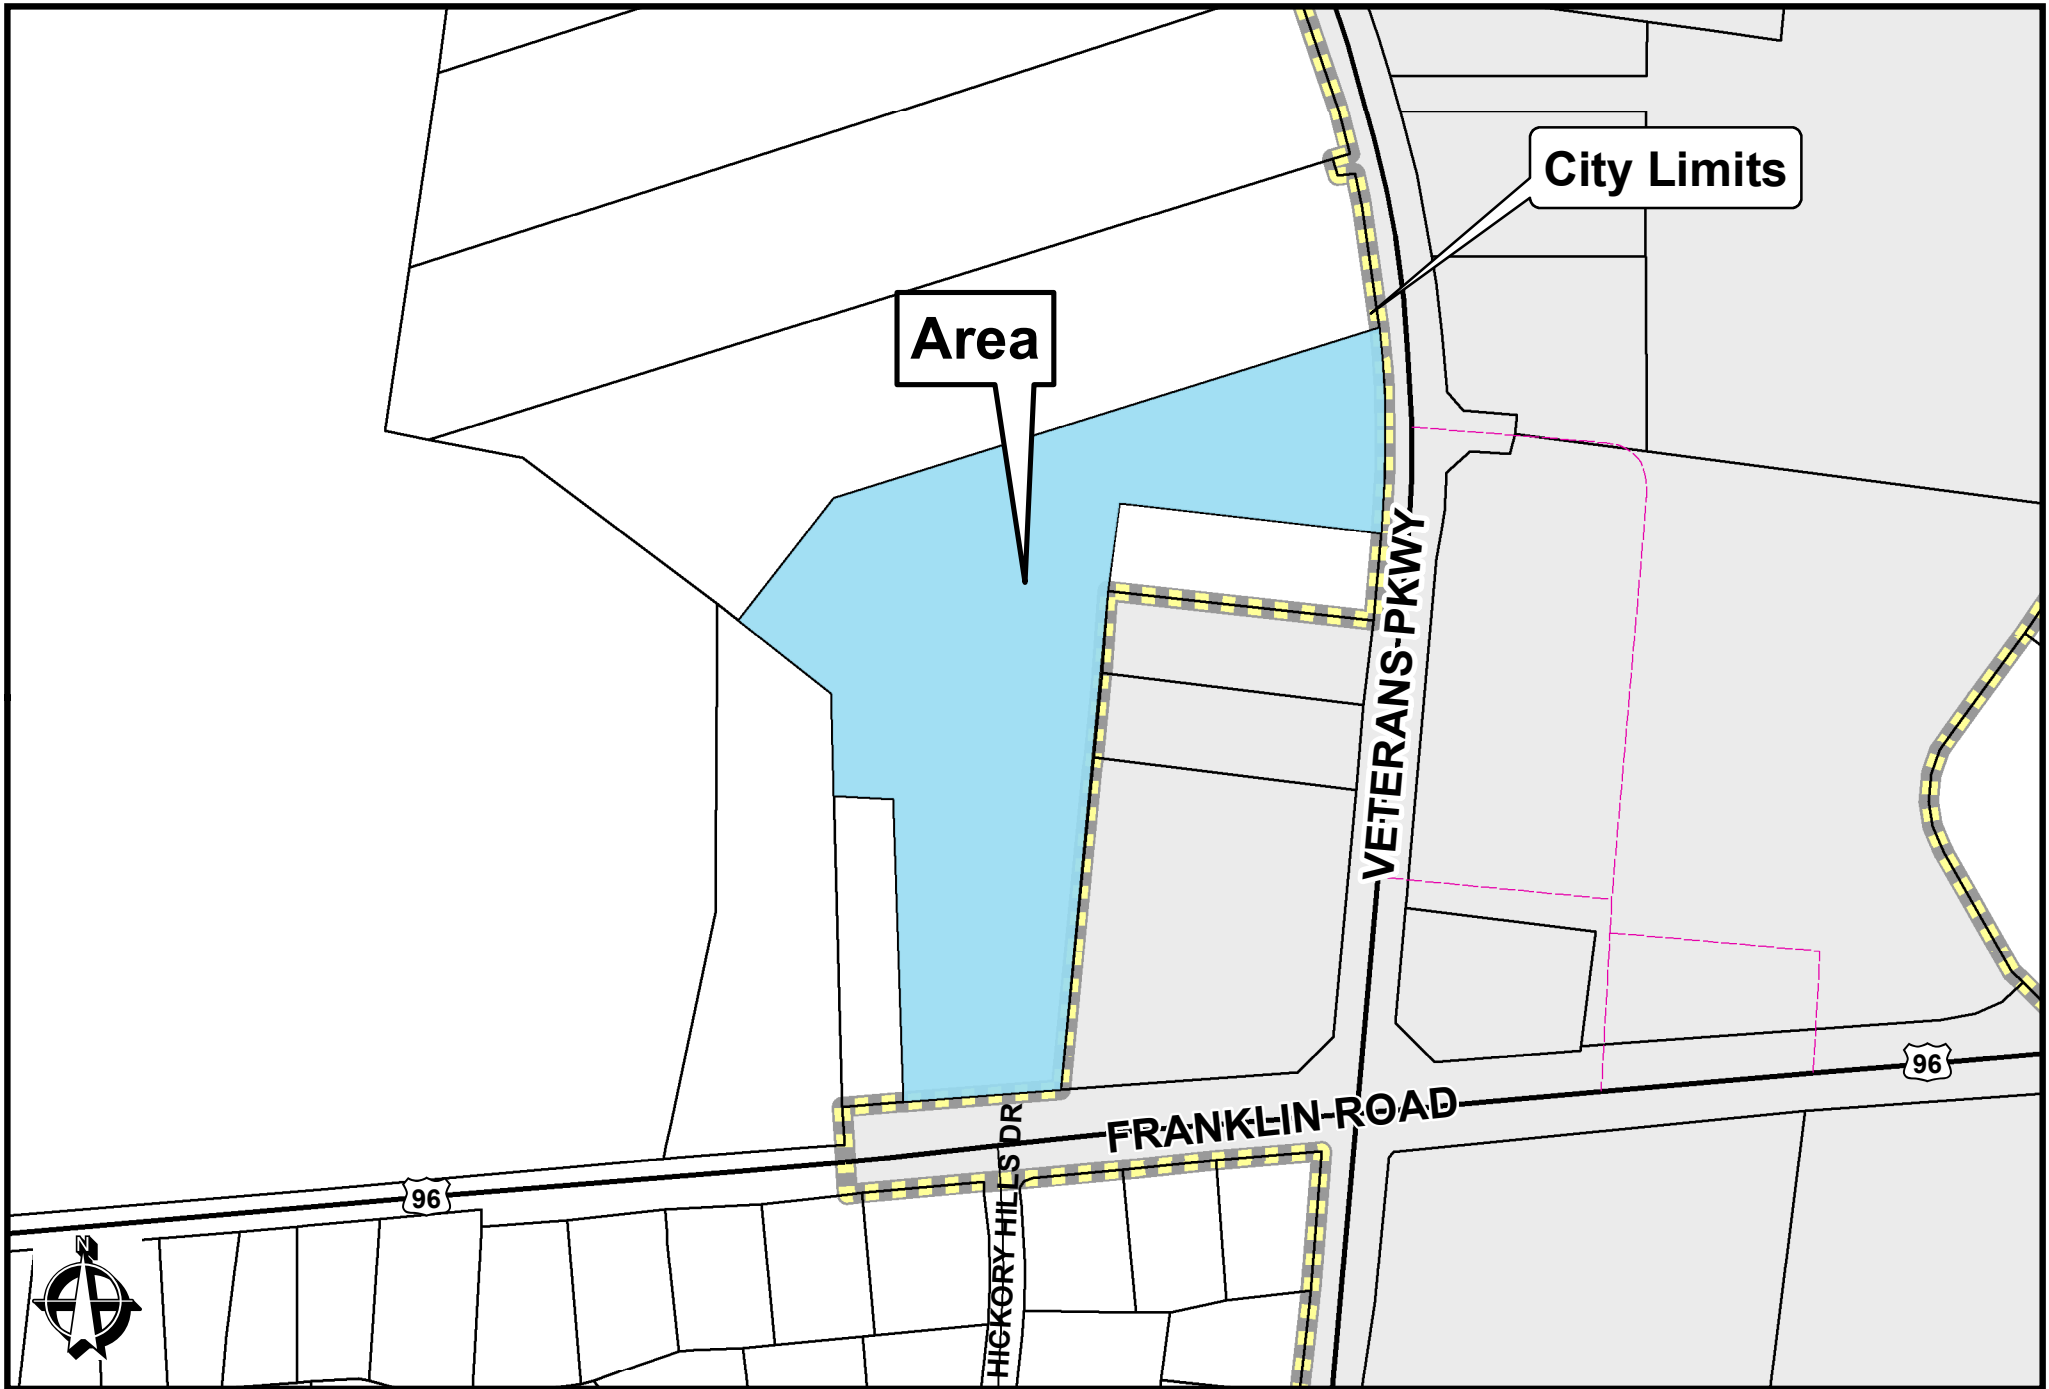 City Limits
Area
VETERANS PKWY
96
FRANKLIN ROAD
96
HICKORY HILLS DR
N